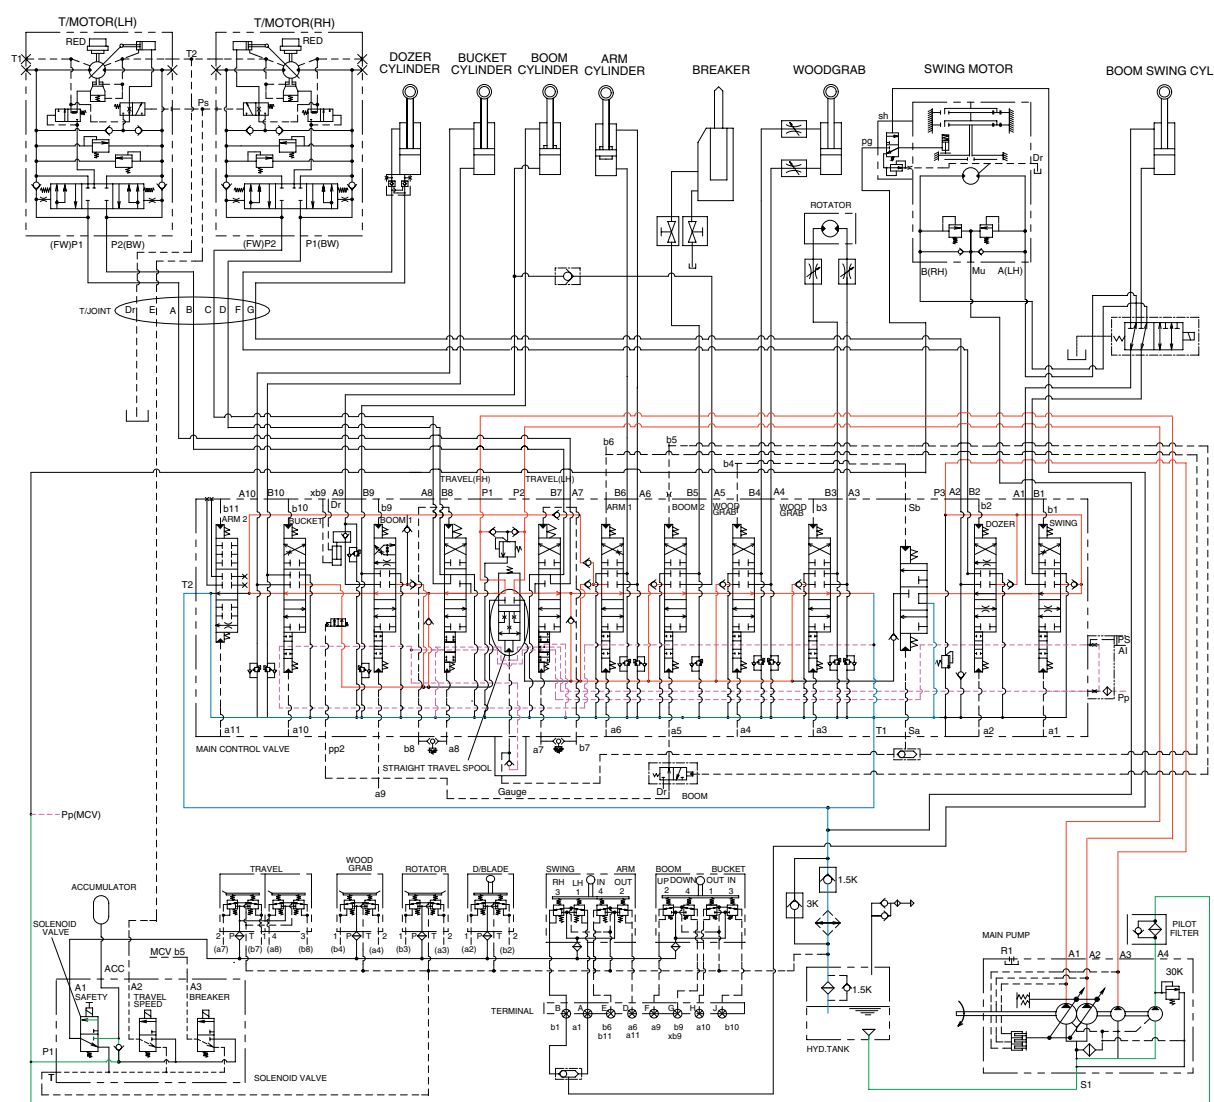 T/MOTOR(LH) T/MOTOR(RH)
RED RED
T1 T2
Ps
DOZER CYLINDER
BUCKET CYLINDER
BOOM CYLINDER
ARM CYLINDER
BREAKER
WOODGRAB
SWING MOTOR
BOOM SWING CYL
sh
pg
Dr
ROTATOR
(FW)P1 P2(BW) (FW)P2 P1(BW)
B(RH) Mu A(LH)
T/JOINT Dr E A B C D F G
b6 b5
b4
TRAVEL(RH) TRAVEL(LH)
A10 B10 xb9 A9 B9 A8 B8 P1 P2 B7 A7 B6 A6 B5 A5 B4 A4 B3 A3 Sb P3 A2 B2 A1 B1
b11 b10 Dr b9 b3 b2 b1
ARM 2 BUCKET BOOM 1 ARM 1 BOOM 2 WOOD GRAB WOOD GRAB DOZER SWING
T2
PS
AI
Pp
a11 a10 pp2 b8 a8 a7 b7 a6 a5 a4 a3 T1 Sa a2 a1
MAIN CONTROL VALVE
STRAIGHT TRAVEL SPOOL
a9 Gauge Dr BOOM
Pp(MCV)
TRAVEL WOOD GRAB ROTATOR D/BLADE SWING ARM BOOM BUCKET
RH LH IN OUT UP DOWN OUT IN
3 1 4 2 2 4 1 3
2 P T 1 4 3 1 P T 2 1 P T 2 1 P T 2
(a7) (b7) (a8) (b8) (b4) (a4) (b3) (a3) (a2) (b2)
1.5K
3K
1.5K
HYD.TANK
ACCUMULATOR
SOLENOID VALVE
MCV b5
ACC
A1 SAFETY
A2 TRAVEL SPEED
A3 BREAKER
P1
T
SOLENOID VALVE
TERMINAL B A E D F G H J
b1 a1 b6 a6 a9 b9 a10 b10
b11 a11 xb9
MAIN PUMP
R1 A1 A2 A3 A4
PILOT FILTER
30K
S1